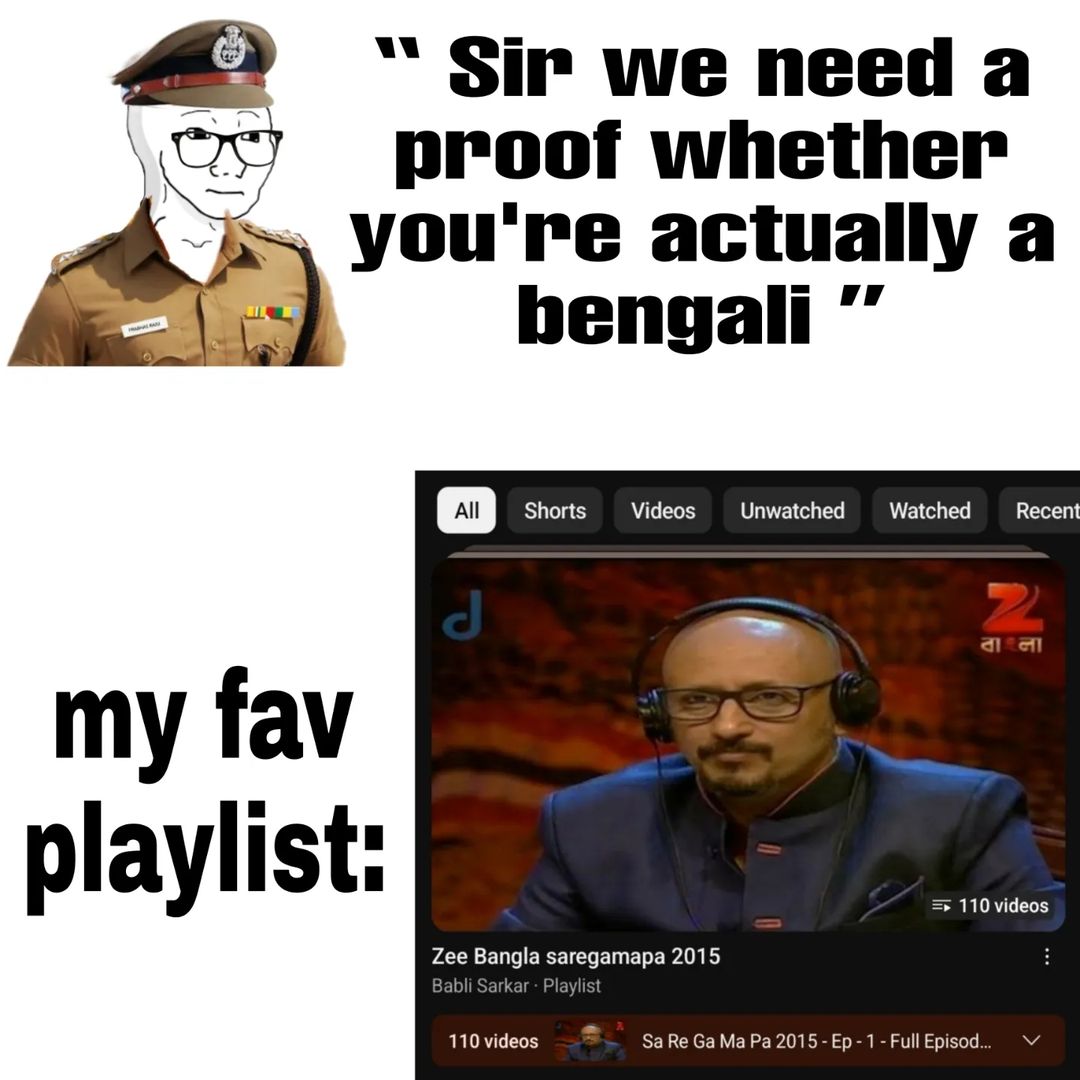 “ Sir we need a
proof whether
you're actually a
bengali ”
All Shorts Videos Unwatched Watched Recent
বাংলা
my fav
playlist:
110 videos
Zee Bangla saregamapa 2015
Babli Sarkar · Playlist
110 videos Sa Re Ga Ma Pa 2015 - Ep - 1 - Full Episod...